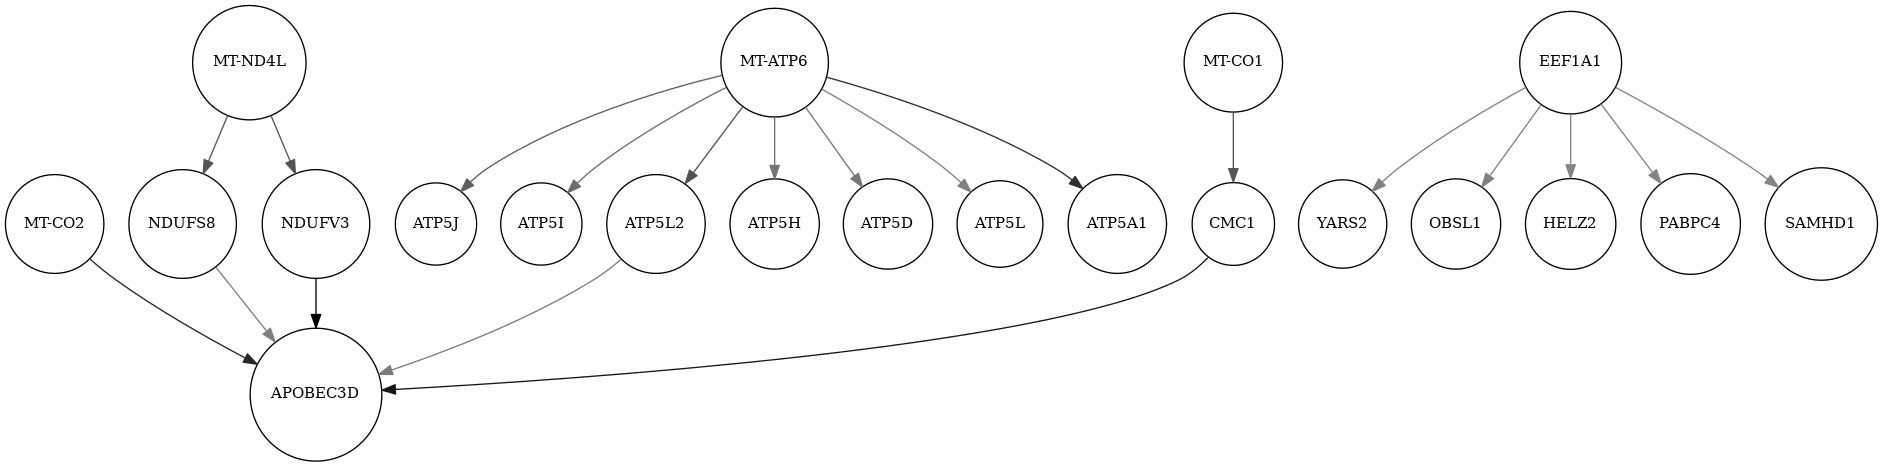 MT-ND4L
MT-ATP6
MT-CO1
EEF1A1
MT-CO2
NDUFS8
NDUFV3
ATP5J
ATP5I
ATP5L2
ATP5H
ATP5D
ATP5L
ATP5A1
CMC1
YARS2
OBSL1
HELZ2
PABPC4
SAMHD1
APOBEC3D